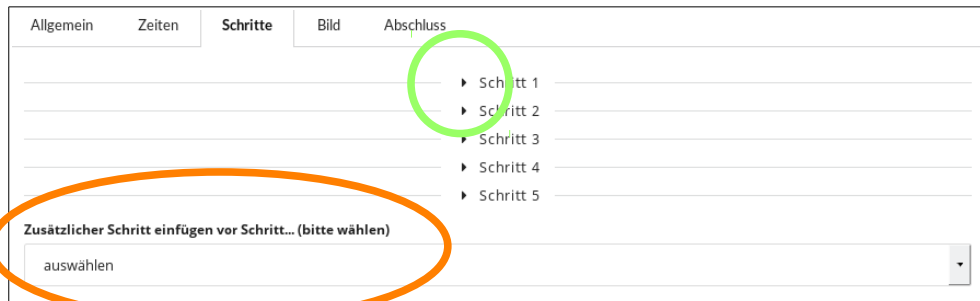 Allgemein Zeiten Schritte Bild Abschluss
Schritt 1
Schritt 2
Schritt 3
Schritt 4
Schritt 5
Zusätzlicher Schritt einfügen vor Schritt... (bitte wählen)
auswählen